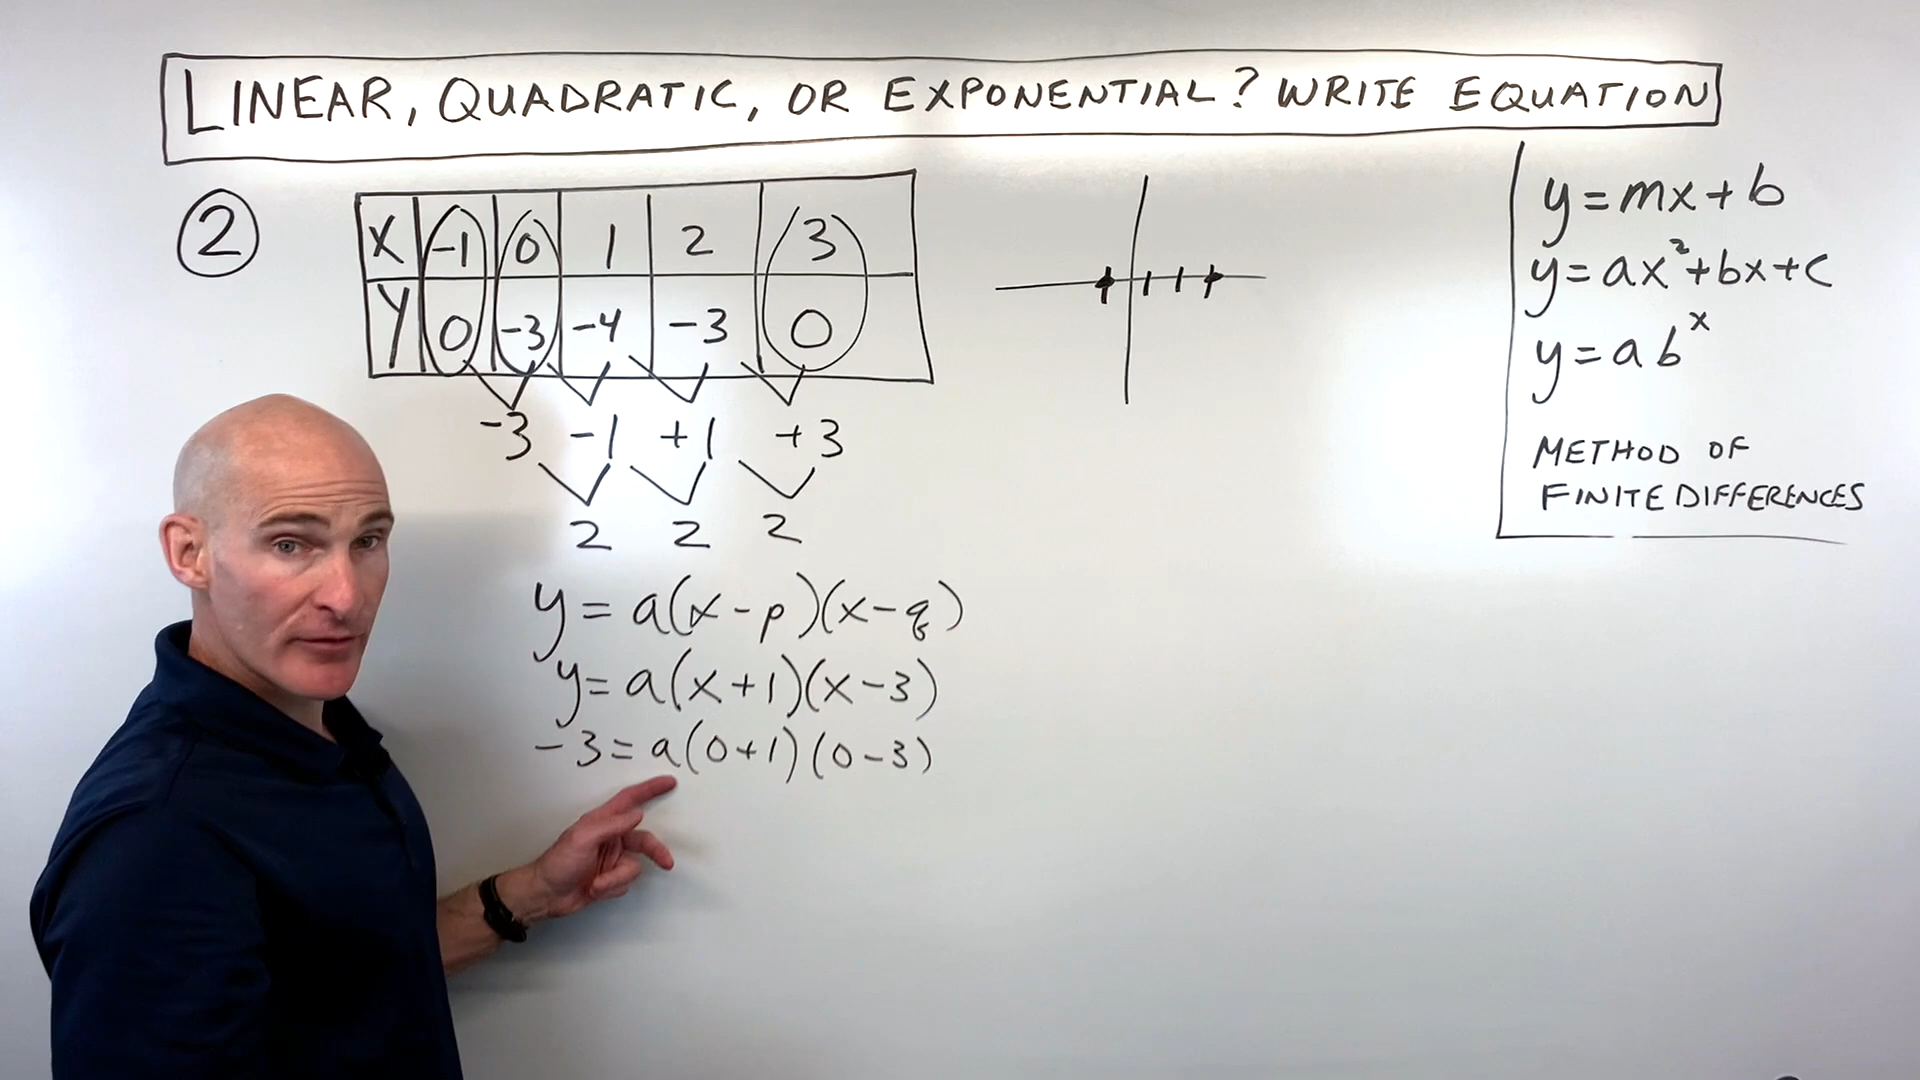 LINEAR, QUADRATIC, OR EXPONENTIAL? WRITE EQUATION
2
X -1 0 1 2 3
Y 0 -3 -4 -3 0
-3 -1 +1 +3
2 2 2
y = a(x-p)(x-q)
y = a(x+1)(x-3)
-3 = a(0+1)(0-3)
y = mx + b
y = ax² + bx + c
y = ab^x
METHOD OF
FINITE DIFFERENCES